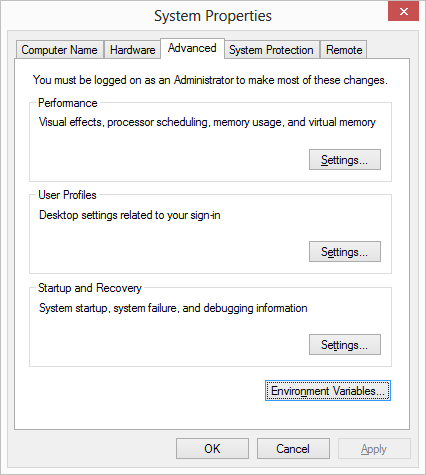 System Properties
Computer Name Hardware Advanced System Protection Remote
You must be logged on as an Administrator to make most of these changes.
Performance
Visual effects, processor scheduling, memory usage, and virtual memory
Settings...
User Profiles
Desktop settings related to your sign-in
Settings...
Startup and Recovery
System startup, system failure, and debugging information
Settings...
Environment Variables...
OK Cancel Apply